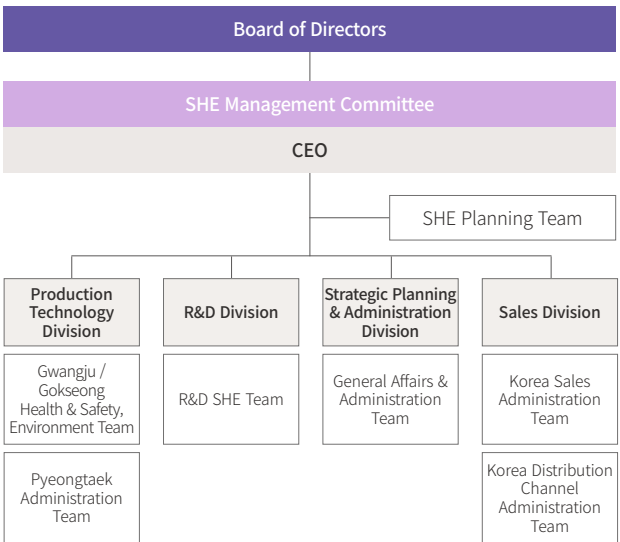 Board of Directors
SHE Management Committee
CEO
SHE Planning Team
Production
Technology
Division
R&D Division
Strategic Planning
& Administration
Division
Sales Division
Gwangju /
Gokseong
Health & Safety,
Environment Team
R&D SHE Team
General Affairs &
Administration
Team
Korea Sales
Administration
Team
Pyeongtaek
Administration
Team
Korea Distribution
Channel
Administration
Team